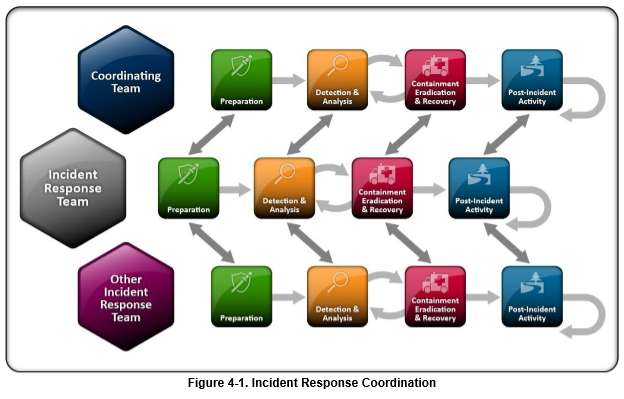 Coordinating
Team
Preparation
Detection &
Analysis
Containment
Eradication
& Recovery
Post-Incident
Activity
Incident
Response
Team
Preparation
Detection &
Analysis
Containment
Eradication
& Recovery
Post-Incident
Activity
Other
Incident
Response
Team
Preparation
Detection &
Analysis
Containment
Eradication
& Recovery
Post-Incident
Activity
Figure 4-1. Incident Response Coordination